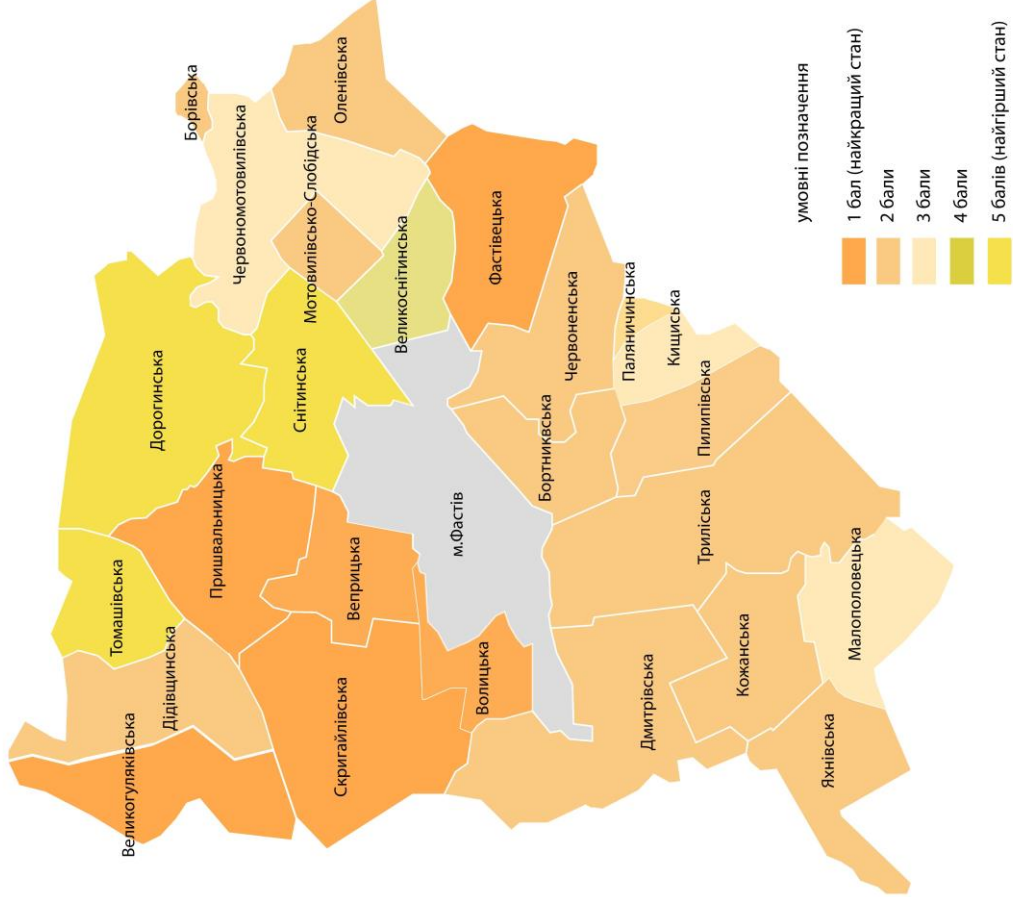 Великогуляківська
Дідівщинська
Томашівська
Дорогинська
Пришвальницька
Скригайлівська
Веприцька
Волицька
Снітинська
Червономотовилівська
Борівська
Мотовилівсько-Слобідська
Оленівська
Великоснітинська
м.Фастів
Фастівецька
Червоненська
Бортниквська
Паляничинська
Кищиська
Пилипівська
Триліська
Дмитрівська
Кожанська
Малополовецька
Яхнівська
умовні позначення
1 бал (найкращий стан)
2 бали
3 бали
4 бали
5 балів (найгірший стан)